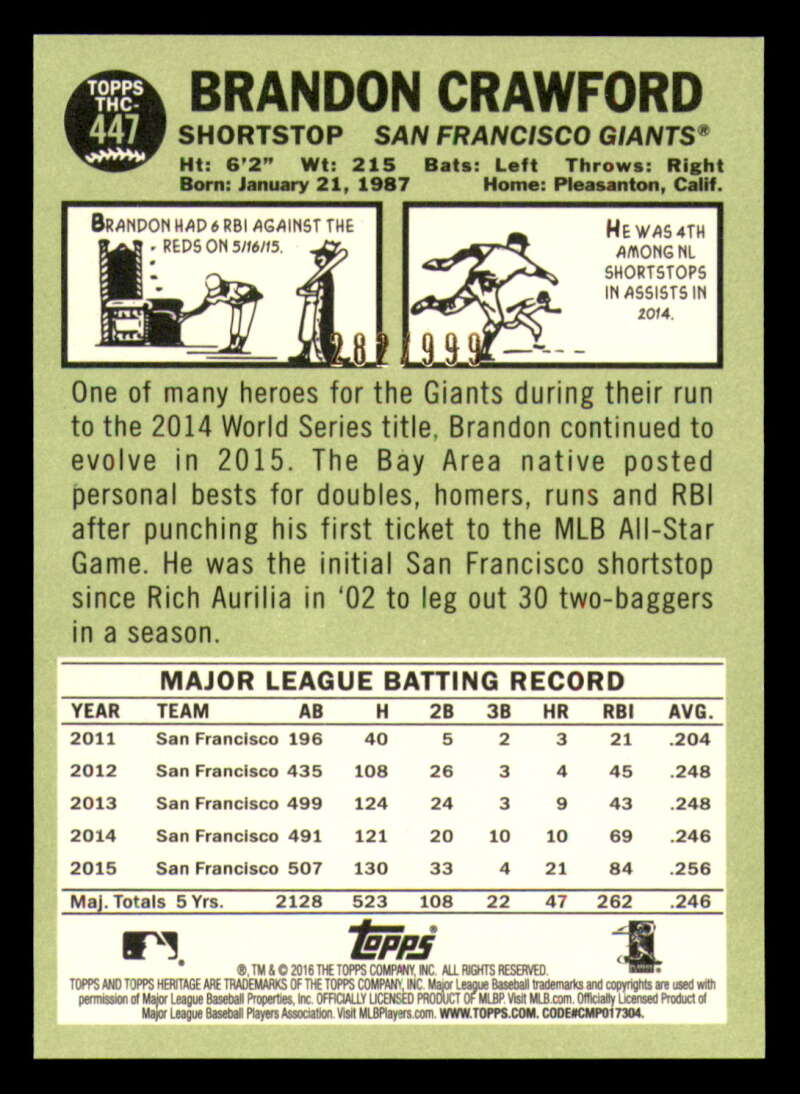 TOPPS
THC-
447
BRANDON CRAWFORD
SHORTSTOP SAN FRANCISCO GIANTS®
Ht: 6'2" Wt: 215 Bats: Left Throws: Right
Born: January 21, 1987 Home: Pleasanton, Calif.
BRANDON HAD 6 RBI AGAINST THE
REDS ON 5/16/15.
HE WAS 4TH
AMONG NL
SHORTSTOPS
IN ASSISTS IN
2014.
282/999
One of many heroes for the Giants during their run
to the 2014 World Series title, Brandon continued to
evolve in 2015. The Bay Area native posted
personal bests for doubles, homers, runs and RBI
after punching his first ticket to the MLB All-Star
Game. He was the initial San Francisco shortstop
since Rich Aurilia in '02 to leg out 30 two-baggers
in a season.
MAJOR LEAGUE BATTING RECORD
YEAR TEAM AB H 2B 3B HR RBI AVG.
2011 San Francisco 196 40 5 2 3 21 .204
2012 San Francisco 435 108 26 3 4 45 .248
2013 San Francisco 499 124 24 3 9 43 .248
2014 San Francisco 491 121 20 10 10 69 .246
2015 San Francisco 507 130 33 4 21 84 .256
Maj. Totals 5 Yrs. 2128 523 108 22 47 262 .246
topps®
®, TM & © 2016 THE TOPPS COMPANY, INC. ALL RIGHTS RESERVED.
TOPPS AND TOPPS HERITAGE ARE TRADEMARKS OF THE TOPPS COMPANY, INC. Major League Baseball trademarks and copyrights are used with
permission of Major League Baseball Properties, Inc. OFFICIALLY LICENSED PRODUCT OF MLBP. Visit MLB.com. Officially Licensed Product of
Major League Baseball Players Association. Visit MLBPlayers.com. WWW.TOPPS.COM. CODE#CMP017304.